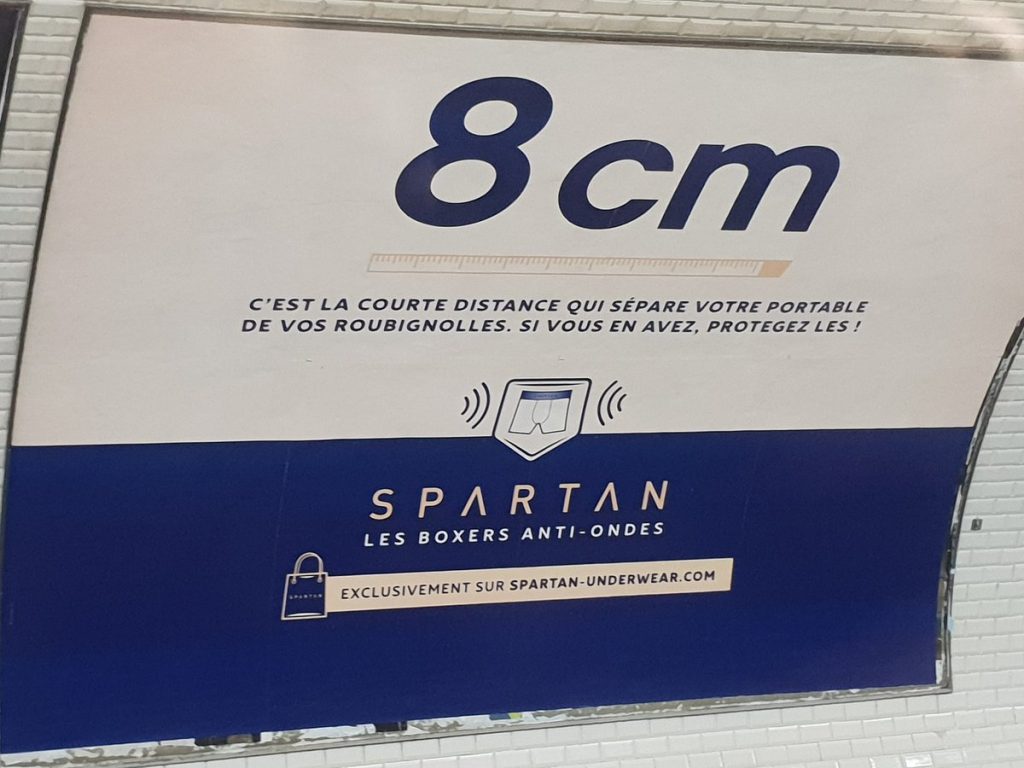 8 cm
C'EST LA COURTE DISTANCE QUI SÉPARE VOTRE PORTABLE
DE VOS ROUBIGNOLLES. SI VOUS EN AVEZ, PROTEGEZ LES !
SPARTAN
LES BOXERS ANTI-ONDES
SPARTAN
EXCLUSIVEMENT SUR SPARTAN-UNDERWEAR.COM